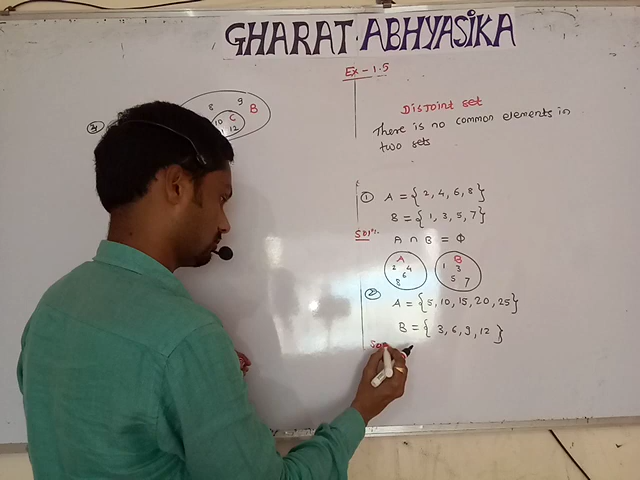 GHARAT. ABHYASIKA
Ex - 1.5
8 9 B
10 C
12
Disjoint set
There is no common elements in
two sets
① A = {2, 4, 6, 8}
B = {1, 3, 5, 7}
Solⁿ.
A ∩ B = Φ
A
2 4
6
8
B
1 3
5 7
② A = {5, 10, 15, 20, 25}
B = {3, 6, 9, 12}